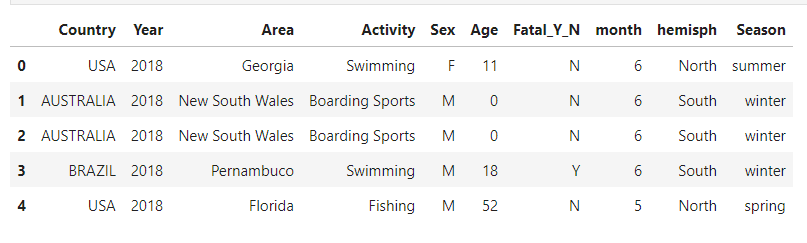 Country Year Area Activity Sex Age Fatal_Y_N month hemisph Season
0 USA 2018 Georgia Swimming F 11 N 6 North summer
1 AUSTRALIA 2018 New South Wales Boarding Sports M 0 N 6 South winter
2 AUSTRALIA 2018 New South Wales Boarding Sports M 0 N 6 South winter
3 BRAZIL 2018 Pernambuco Swimming M 18 Y 6 South winter
4 USA 2018 Florida Fishing M 52 N 5 North spring